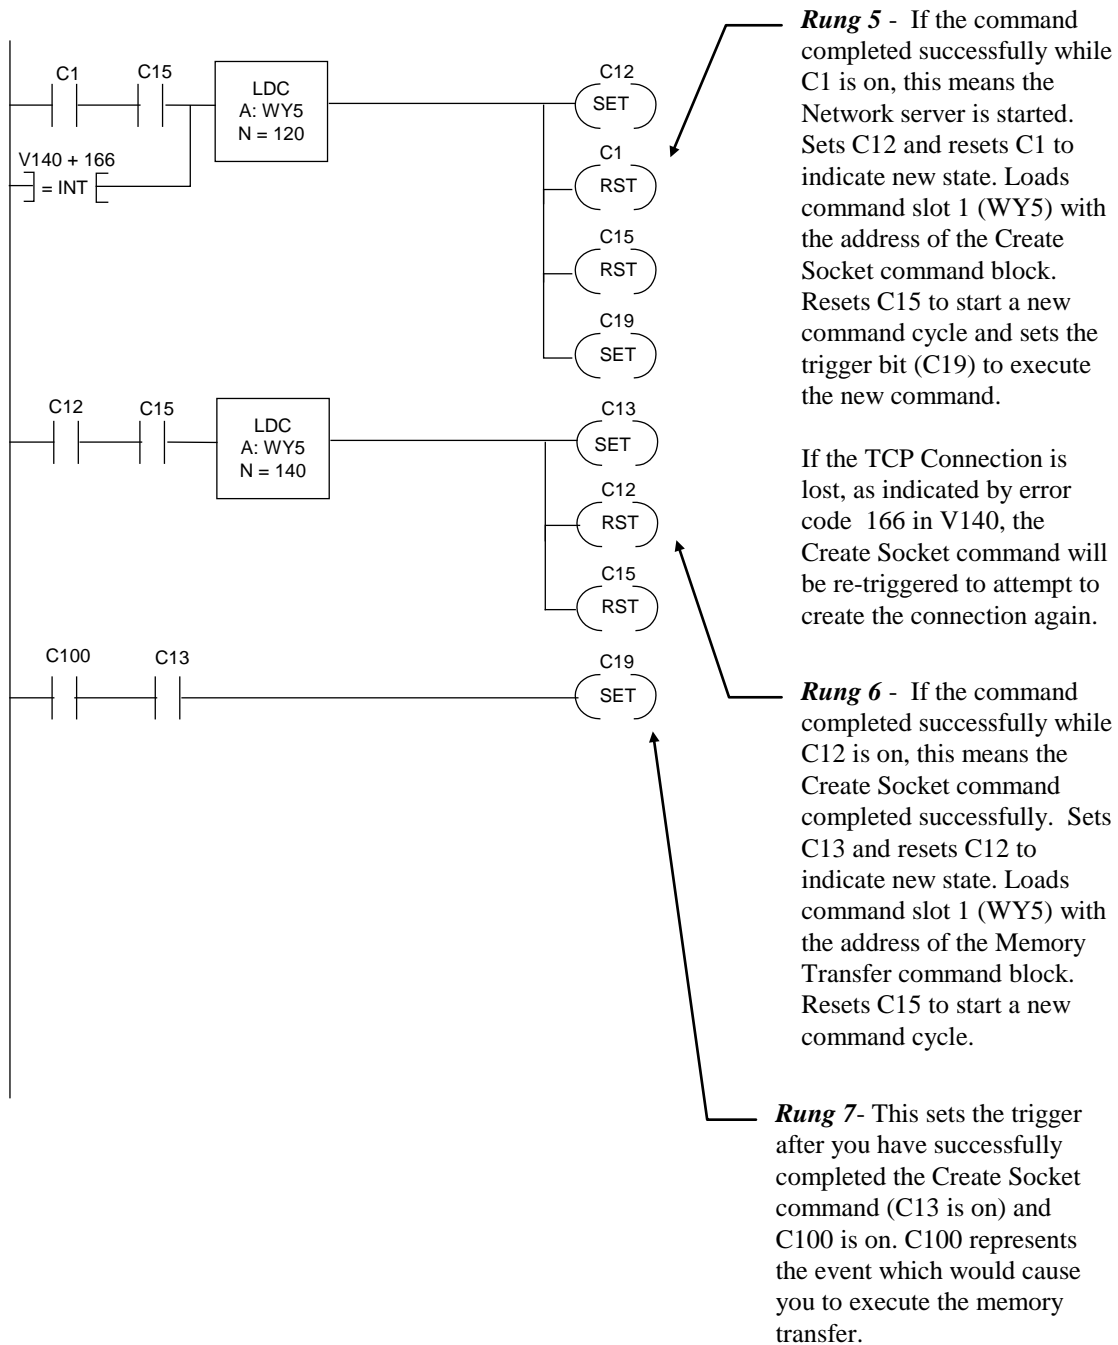 C1
C15
LDC
A: WY5
N = 120
C12
SET
V140 + 166
= INT
C1
RST
C15
RST
C19
SET
C12
C15
LDC
A: WY5
N = 140
C13
SET
C12
RST
C15
RST
C100
C13
C19
SET
Rung 5 - If the command
completed successfully while
C1 is on, this means the
Network server is started.
Sets C12 and resets C1 to
indicate new state. Loads
command slot 1 (WY5) with
the address of the Create
Socket command block.
Resets C15 to start a new
command cycle and sets the
trigger bit (C19) to execute
the new command.
If the TCP Connection is
lost, as indicated by error
code 166 in V140, the
Create Socket command will
be re-triggered to attempt to
create the connection again.
Rung 6 - If the command
completed successfully while
C12 is on, this means the
Create Socket command
completed successfully. Sets
C13 and resets C12 to
indicate new state. Loads
command slot 1 (WY5) with
the address of the Memory
Transfer command block.
Resets C15 to start a new
command cycle.
Rung 7- This sets the trigger
after you have successfully
completed the Create Socket
command (C13 is on) and
C100 is on. C100 represents
the event which would cause
you to execute the memory
transfer.